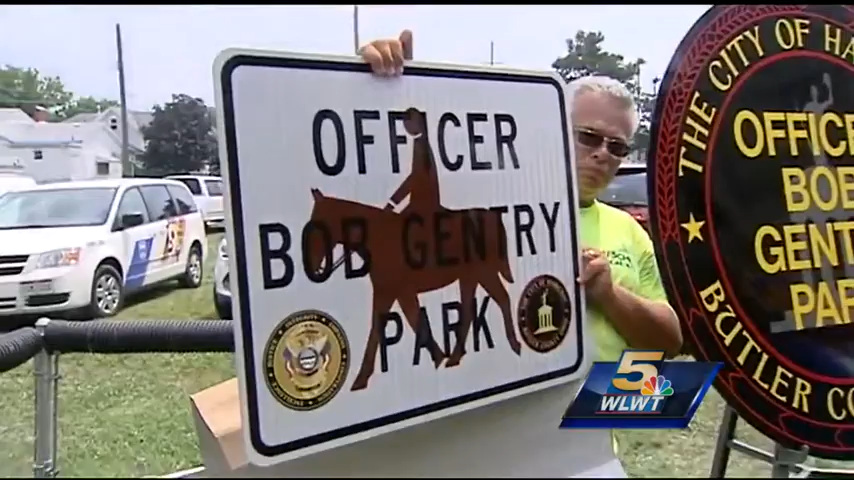 OFFICER
BOB GENTRY
PARK
THE CITY OF HA
OFFICE
BOB
GENT
PAR
BUTLER CO
5
WLWT